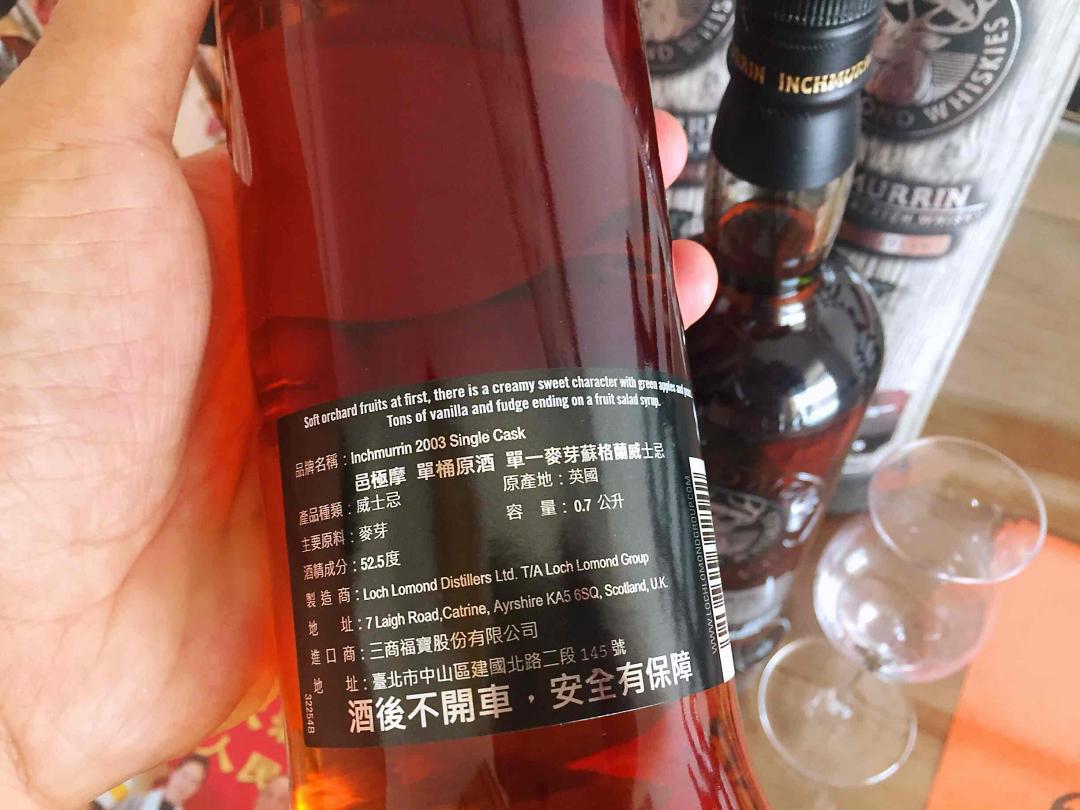 Soft orchard fruits at first, there is a creamy sweet character with green apples and
Tons of vanilla and fudge ending on a fruit salad syrup.
品牌名稱：Inchmurrin 2003 Single Cask
邑極摩 單桶原酒 單一麥芽蘇格蘭威士忌
產品種類：威士忌 原產地：英國
主要原料：麥芽 容 量：0.7 公升
酒精成分：52.5度
製 造 商：Loch Lomond Distillers Ltd. T/A Loch Lomond Group
地 址：7 Laigh Road,Catrine, Ayrshire KA5 6SQ, Scotland, U.K.
進 口 商：三商福寶股份有限公司
地 址：臺北市中山區建國北路二段 145 號
酒後不開車，安全有保障
32254B
WWW.LOCHLOMONDGROUP.COM
INCHMURR
OND WHISKIES
MURRIN
人民